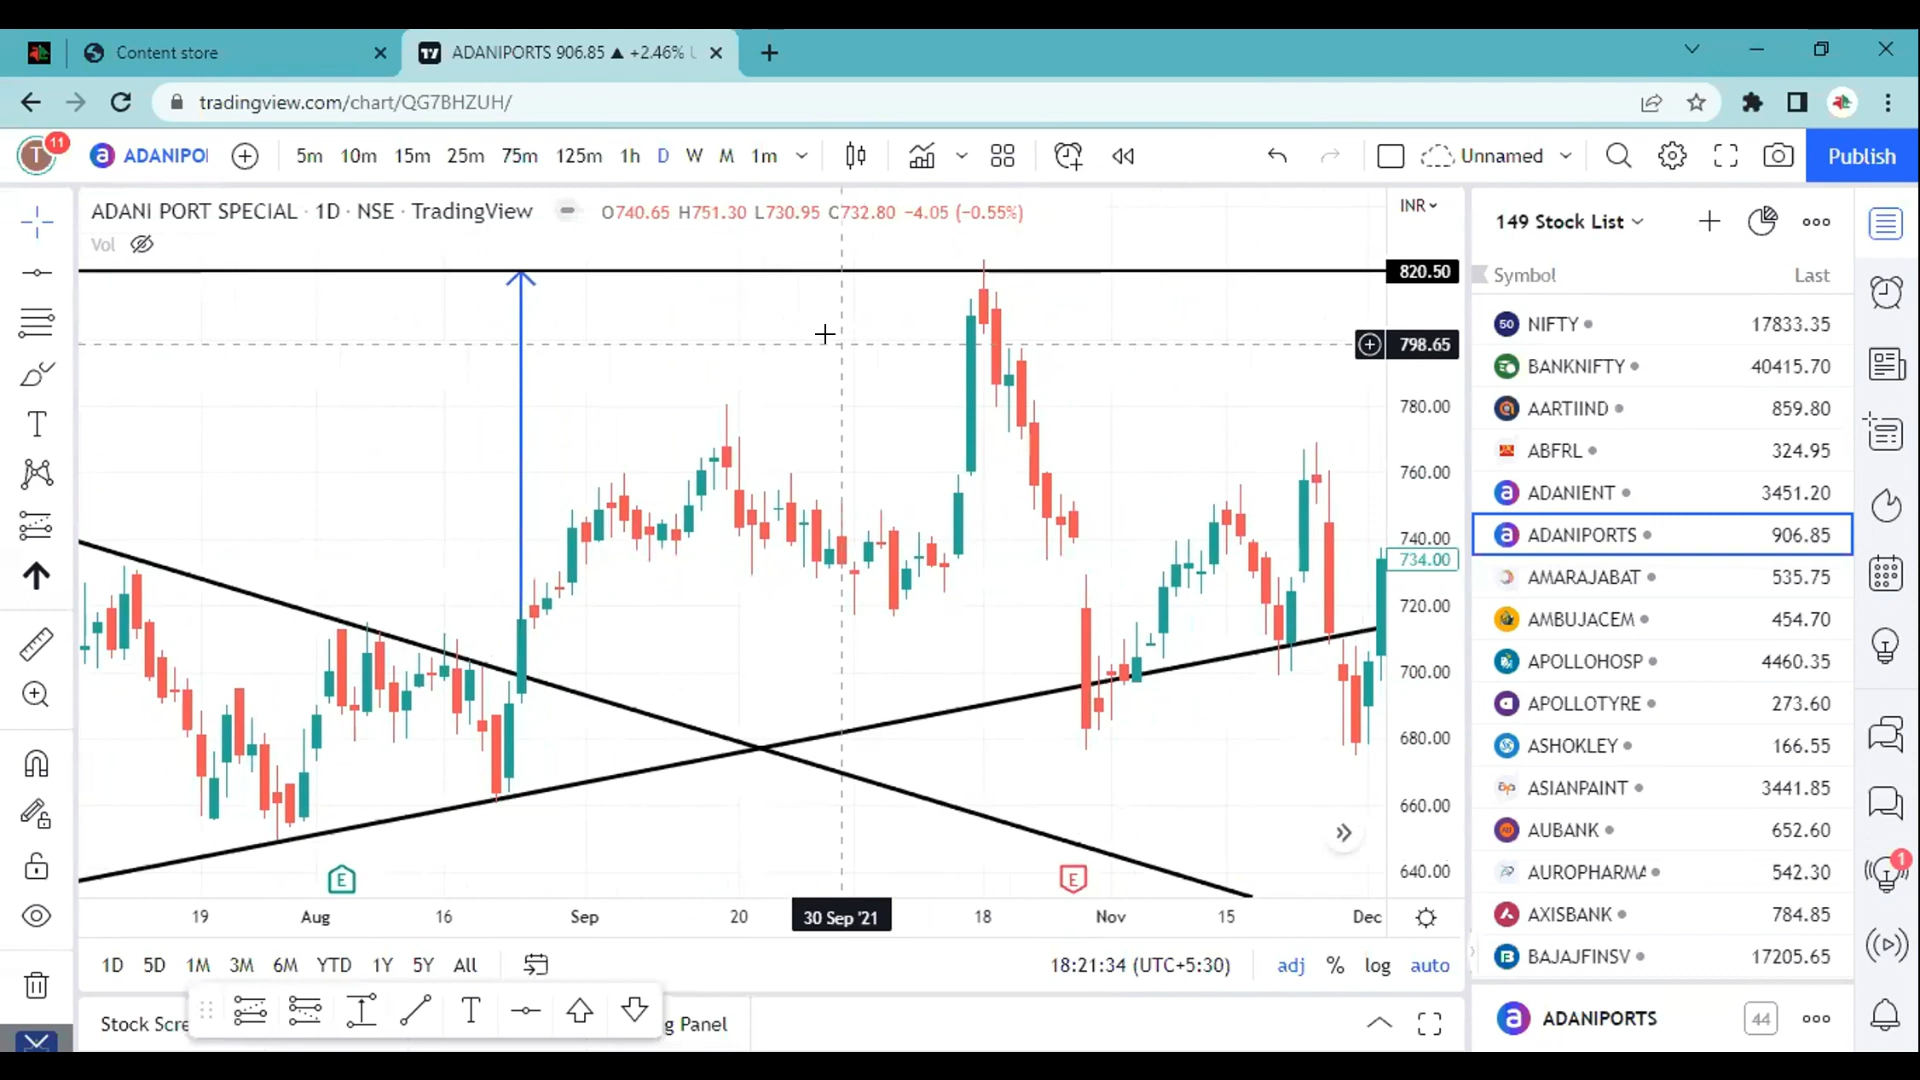 Content store
ADANIPORTS 906.85 ▲ +2.46%
tradingview.com/chart/QG7BHZUH/
T 11
ADANIPO
5m 10m 15m 25m 75m 125m 1h D W M 1m
Unnamed
Publish
ADANI PORT SPECIAL · 1D · NSE · TradingView
O740.65 H751.30 L730.95 C732.80 −4.05 (−0.55%)
INR
Vol
820.50
798.65
780.00
760.00
740.00
734.00
720.00
700.00
680.00
660.00
640.00
E
E
19 Aug 16 Sep 20 30 Sep '21 18 Nov 15 Dec
1D 5D 1M 3M 6M YTD 1Y 5Y All
18:21:34 (UTC+5:30)
adj % log auto
Stock Scre
g Panel
149 Stock List
Symbol Last
50 NIFTY 17833.35
BANKNIFTY 40415.70
AARTIIND 859.80
ABFRL 324.95
a ADANIENT 3451.20
a ADANIPORTS 906.85
AMARAJABAT 535.75
AMBUJACEM 454.70
APOLLOHOSP 4460.35
APOLLOTYRE 273.60
ASHOKLEY 166.55
ap ASIANPAINT 3441.85
AUBANK 652.60
AUROPHARMA 542.30
AXISBANK 784.85
B BAJAJFINSV 17205.65
a ADANIPORTS 44
1